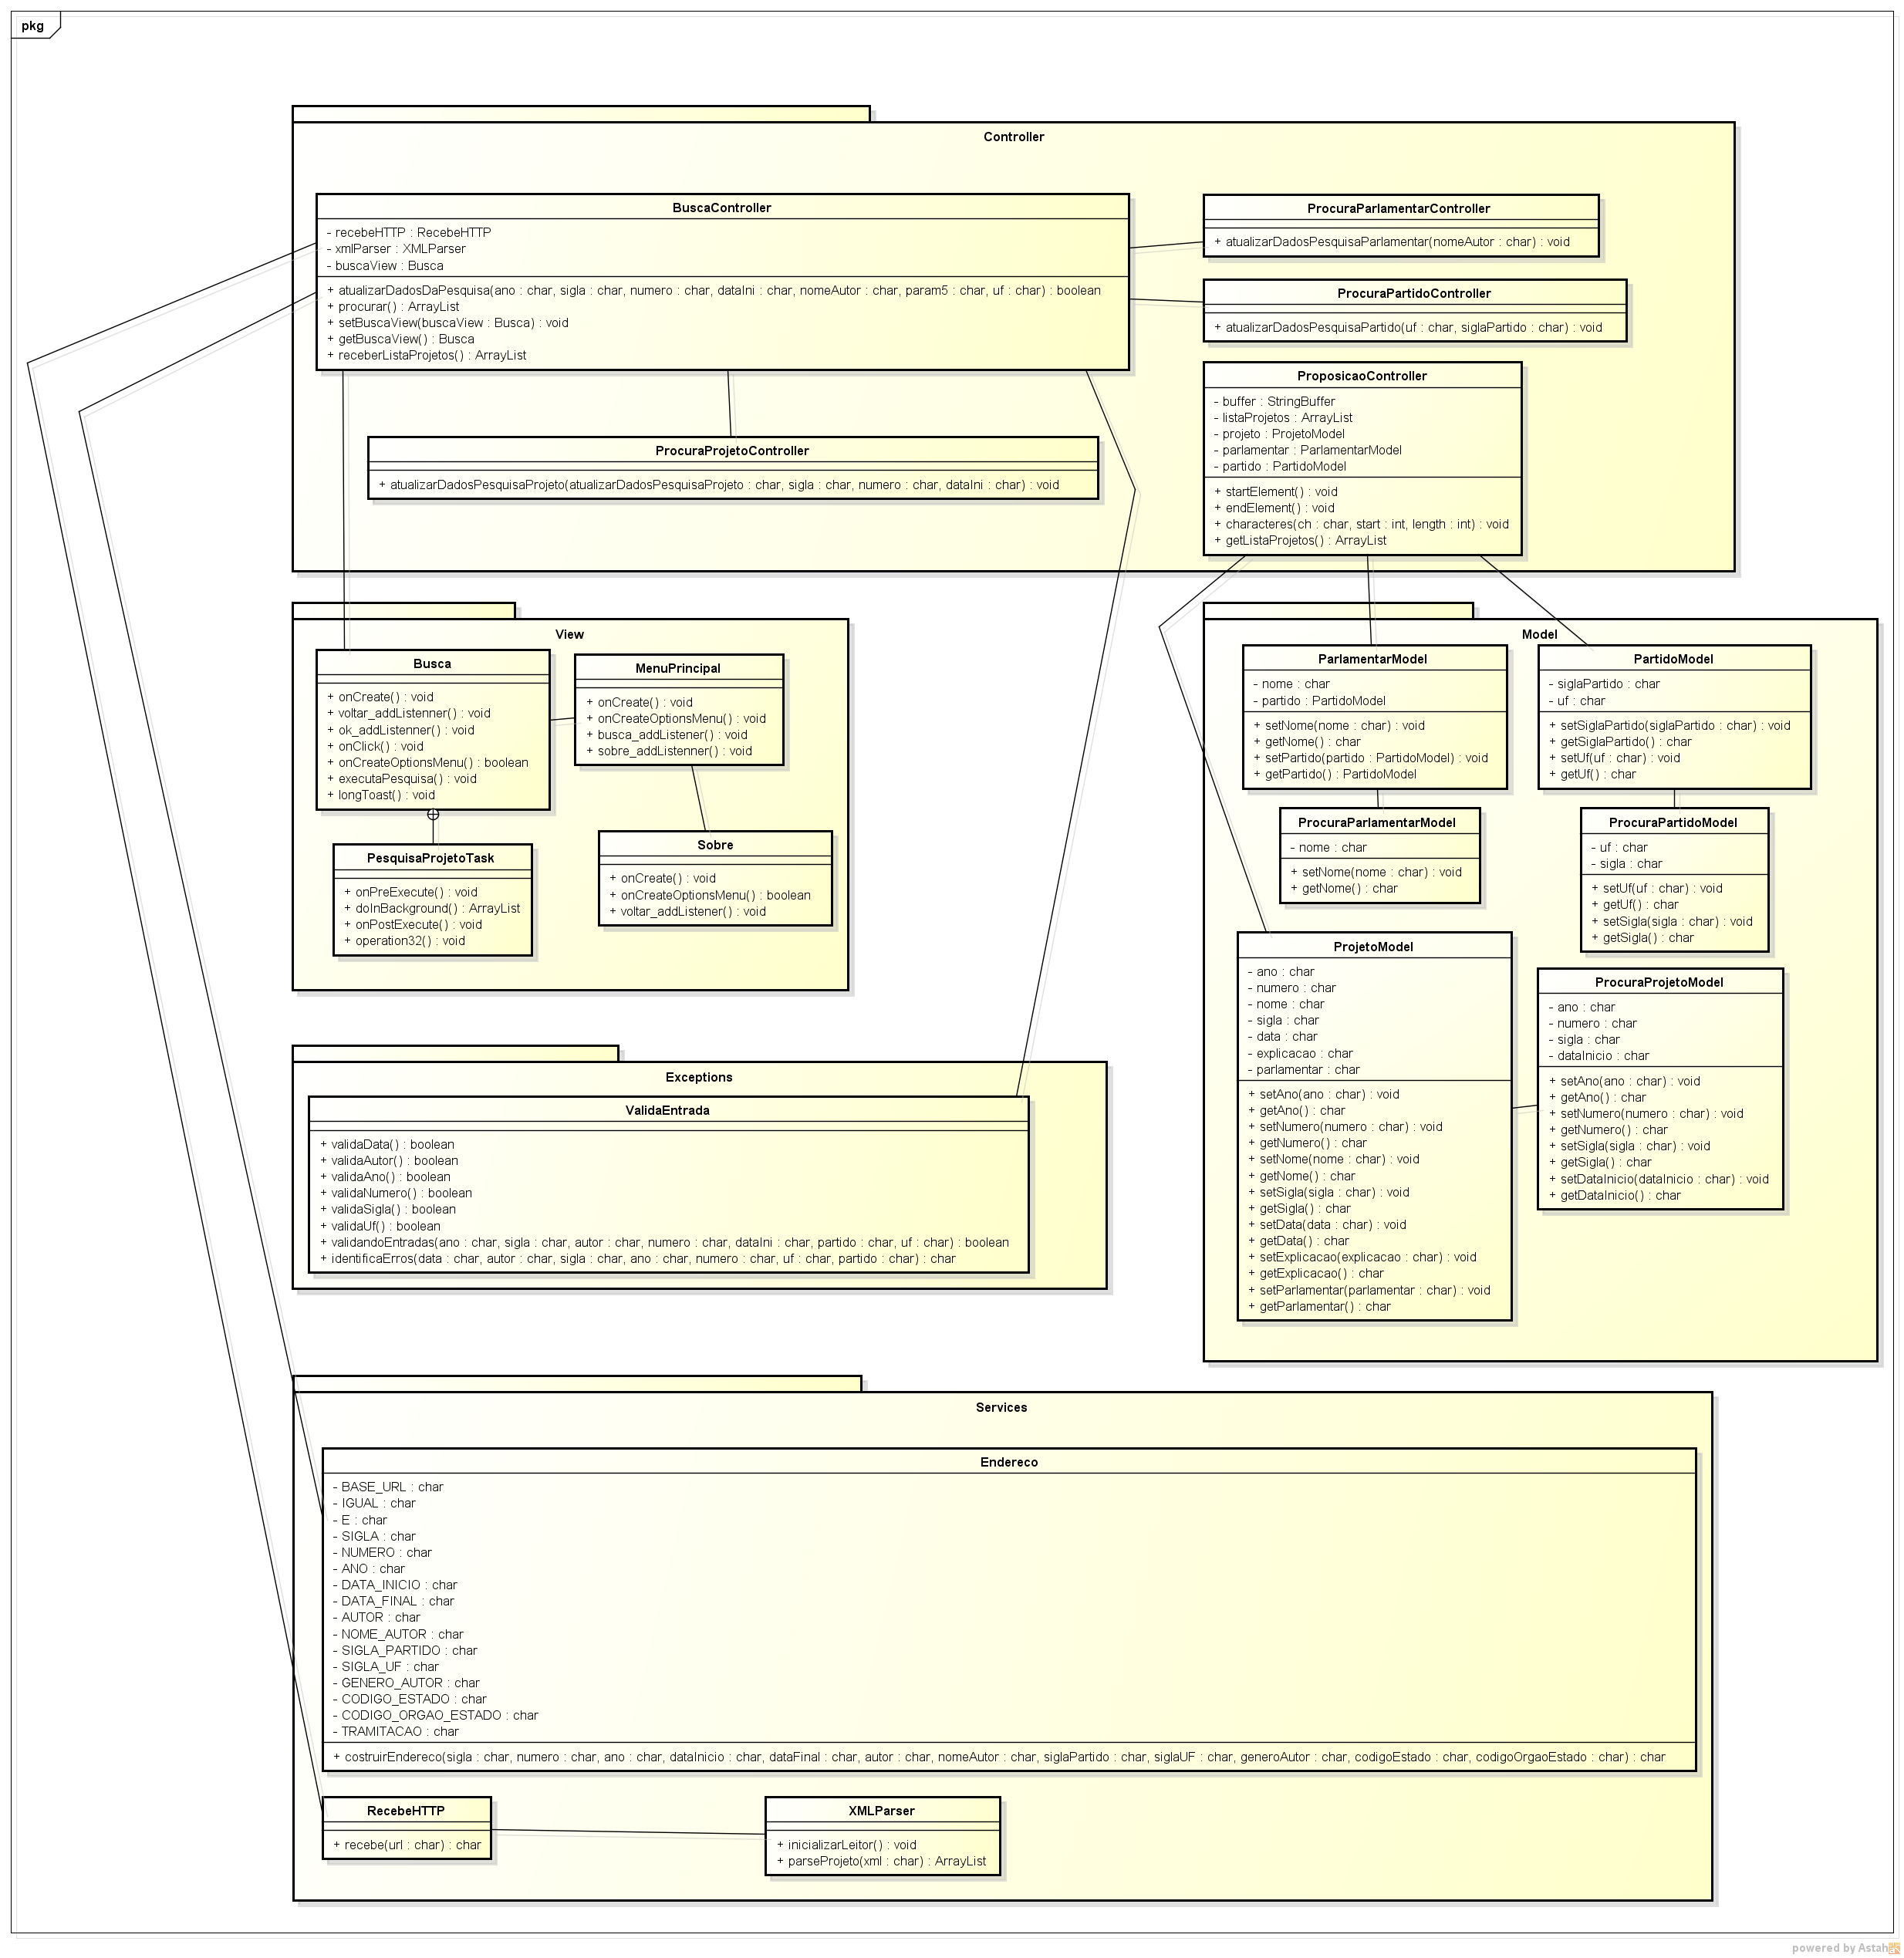 pkg
Controller
BuscaController
- recebeHTTP : RecebeHTTP
- xmlParser : XMLParser
- buscaView : Busca
+ atualizarDadosDaPesquisa(ano : char, sigla : char, numero : char, dataIni : char, nomeAutor : char, param5 : char, uf : char) : boolean
+ procurar() : ArrayList
+ setBuscaView(buscaView : Busca) : void
+ getBuscaView() : Busca
+ receberListaProjetos() : ArrayList
ProcuraParlamentarController
+ atualizarDadosPesquisaParlamentar(nomeAutor : char) : void
ProcuraPartidoController
+ atualizarDadosPesquisaPartido(uf : char, siglaPartido : char) : void
ProposicaoController
- buffer : StringBuffer
- listaProjetos : ArrayList
- projeto : ProjetoModel
- parlamentar : ParlamentarModel
- partido : PartidoModel
+ startElement() : void
+ endElement() : void
+ characteres(ch : char, start : int, length : int) : void
+ getListaProjetos() : ArrayList
ProcuraProjetoController
+ atualizarDadosPesquisaProjeto(atualizarDadosPesquisaProjeto : char, sigla : char, numero : char, dataIni : char) : void
View
Busca
+ onCreate() : void
+ voltar_addListenner() : void
+ ok_addListenner() : void
+ onClick() : void
+ onCreateOptionsMenu() : boolean
+ executaPesquisa() : void
+ longToast() : void
MenuPrincipal
+ onCreate() : void
+ onCreateOptionsMenu() : void
+ busca_addListener() : void
+ sobre_addListenner() : void
PesquisaProjetoTask
+ onPreExecute() : void
+ doInBackground() : ArrayList
+ onPostExecute() : void
+ operation32() : void
Sobre
+ onCreate() : void
+ onCreateOptionsMenu() : boolean
+ voltar_addListener() : void
Model
ParlamentarModel
- nome : char
- partido : PartidoModel
+ setNome(nome : char) : void
+ getNome() : char
+ setPartido(partido : PartidoModel) : void
+ getPartido() : PartidoModel
PartidoModel
- siglaPartido : char
- uf : char
+ setSiglaPartido(siglaPartido : char) : void
+ getSiglaPartido() : char
+ setUf(uf : char) : void
+ getUf() : char
ProcuraParlamentarModel
- nome : char
+ setNome(nome : char) : void
+ getNome() : char
ProcuraPartidoModel
- uf : char
- sigla : char
+ setUf(uf : char) : void
+ getUf() : char
+ setSigla(sigla : char) : void
+ getSigla() : char
ProjetoModel
- ano : char
- numero : char
- nome : char
- sigla : char
- data : char
- explicacao : char
- parlamentar : char
+ setAno(ano : char) : void
+ getAno() : char
+ setNumero(numero : char) : void
+ getNumero() : char
+ setNome(nome : char) : void
+ getNome() : char
+ setSigla(sigla : char) : void
+ getSigla() : char
+ setData(data : char) : void
+ getData() : char
+ setExplicacao(explicacao : char) : void
+ getExplicacao() : char
+ setParlamentar(parlamentar : char) : void
+ getParlamentar() : char
ProcuraProjetoModel
- ano : char
- numero : char
- sigla : char
- dataInicio : char
+ setAno(ano : char) : void
+ getAno() : char
+ setNumero(numero : char) : void
+ getNumero() : char
+ setSigla(sigla : char) : void
+ getSigla() : char
+ setDataInicio(dataInicio : char) : void
+ getDataInicio() : char
Exceptions
ValidaEntrada
+ validaData() : boolean
+ validaAutor() : boolean
+ validaAno() : boolean
+ validaNumero() : boolean
+ validaSigla() : boolean
+ validaUf() : boolean
+ validandoEntradas(ano : char, sigla : char, autor : char, numero : char, dataIni : char, partido : char, uf : char) : boolean
+ identificaErros(data : char, autor : char, sigla : char, ano : char, numero : char, uf : char, partido : char) : char
Services
Endereco
- BASE_URL : char
- IGUAL : char
- E : char
- SIGLA : char
- NUMERO : char
- ANO : char
- DATA_INICIO : char
- DATA_FINAL : char
- AUTOR : char
- NOME_AUTOR : char
- SIGLA_PARTIDO : char
- SIGLA_UF : char
- GENERO_AUTOR : char
- CODIGO_ESTADO : char
- CODIGO_ORGAO_ESTADO : char
- TRAMITACAO : char
+ costruirEndereco(sigla : char, numero : char, ano : char, dataInicio : char, dataFinal : char, autor : char, nomeAutor : char, siglaPartido : char, siglaUF : char, generoAutor : char, codigoEstado : char, codigoOrgaoEstado : char) : char
RecebeHTTP
+ recebe(url : char) : char
XMLParser
+ inicializarLeitor() : void
+ parseProjeto(xml : char) : ArrayList
powered by Astah